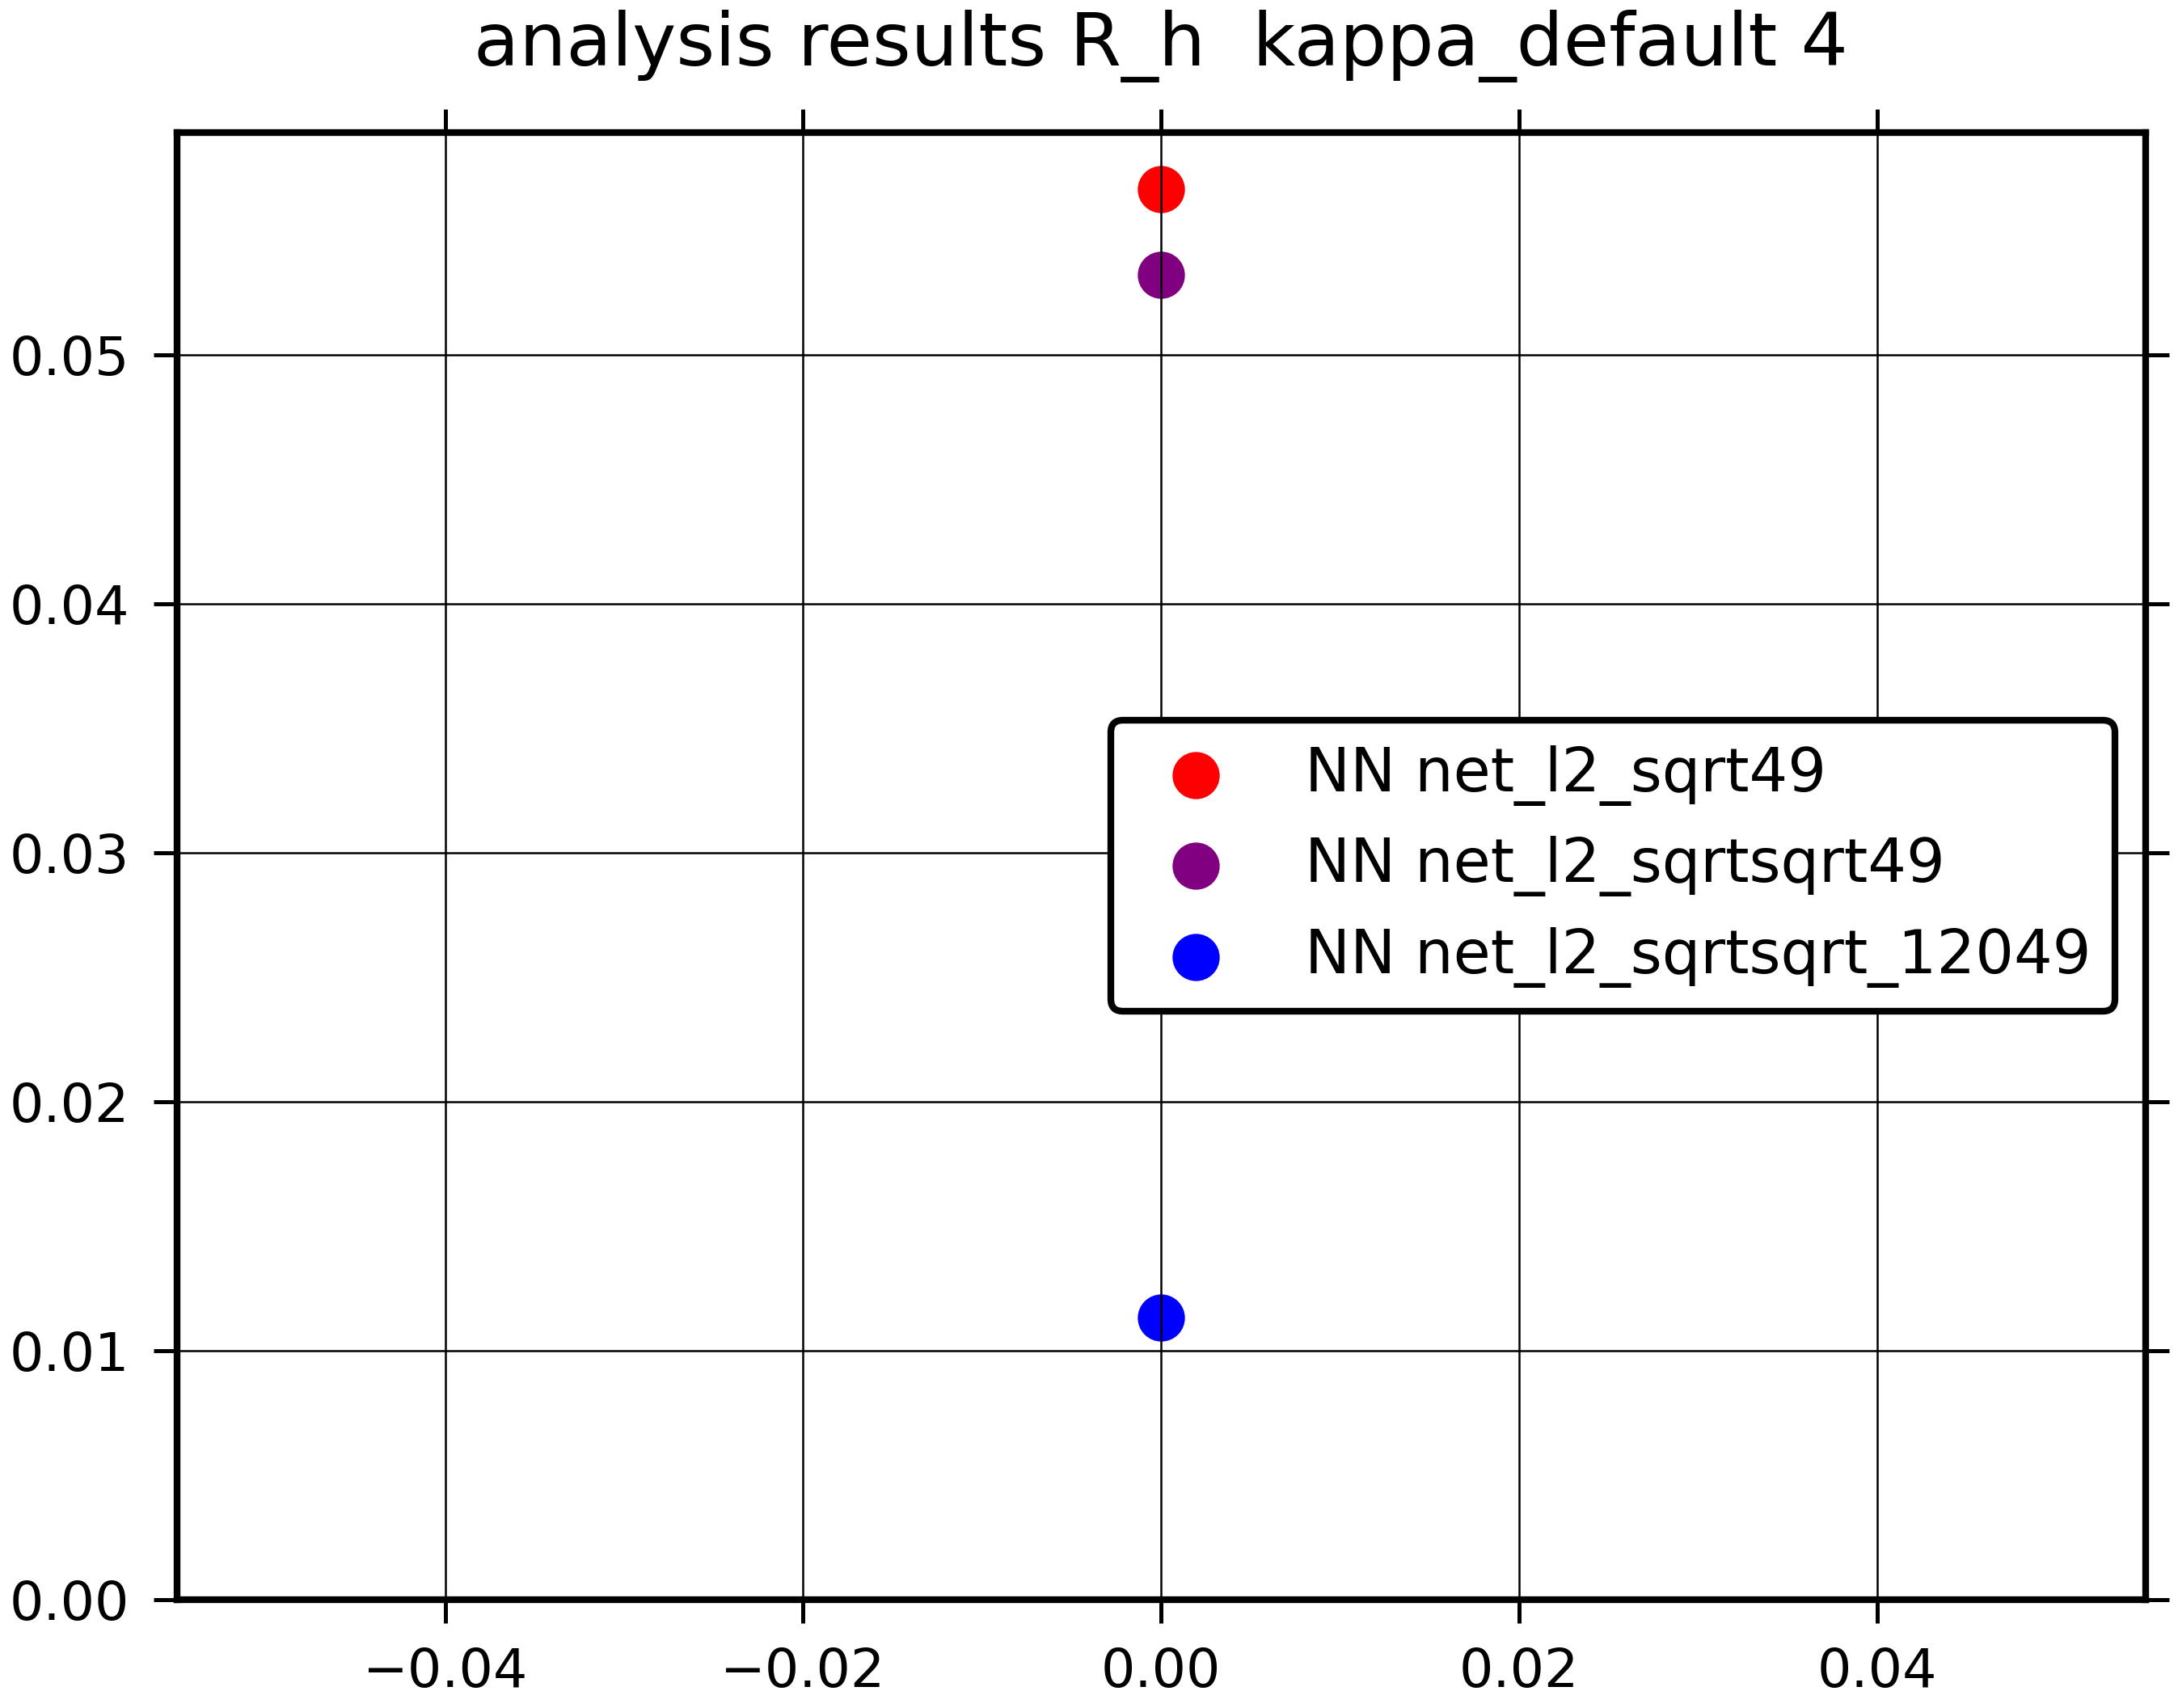 analysis results R_h  kappa_default 4
0.05
0.04
0.03
0.02
0.01
0.00
NN net_l2_sqrt49
NN net_l2_sqrtsqrt49
NN net_l2_sqrtsqrt_12049
−0.04 −0.02 0.00 0.02 0.04